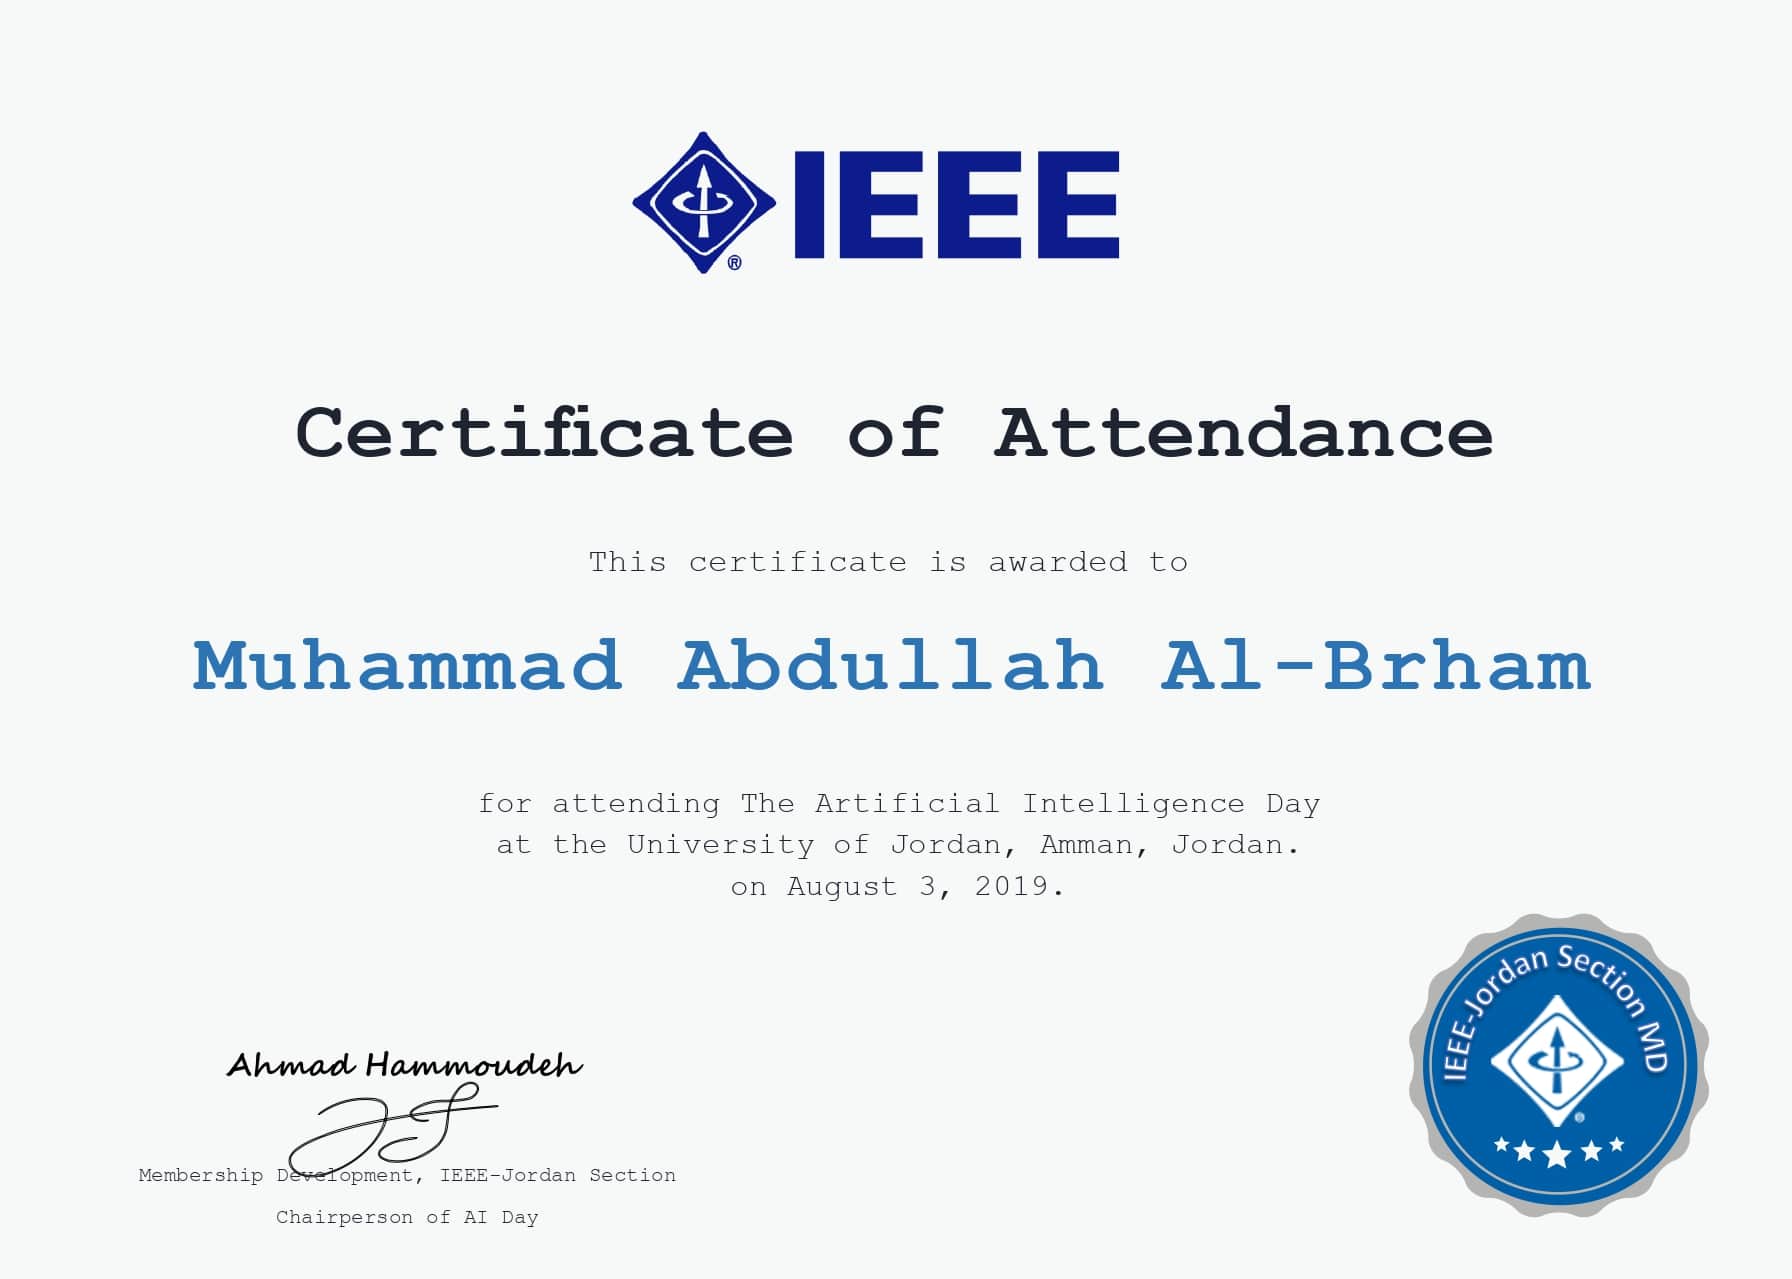 IEEE
®
Certificate of Attendance
This certificate is awarded to
Muhammad Abdullah Al-Brham
for attending The Artificial Intelligence Day
at the University of Jordan, Amman, Jordan.
on August 3, 2019.
Ahmad Hammoudeh
Membership Development, IEEE-Jordan Section
Chairperson of AI Day
IEEE-Jordan Section MD
®